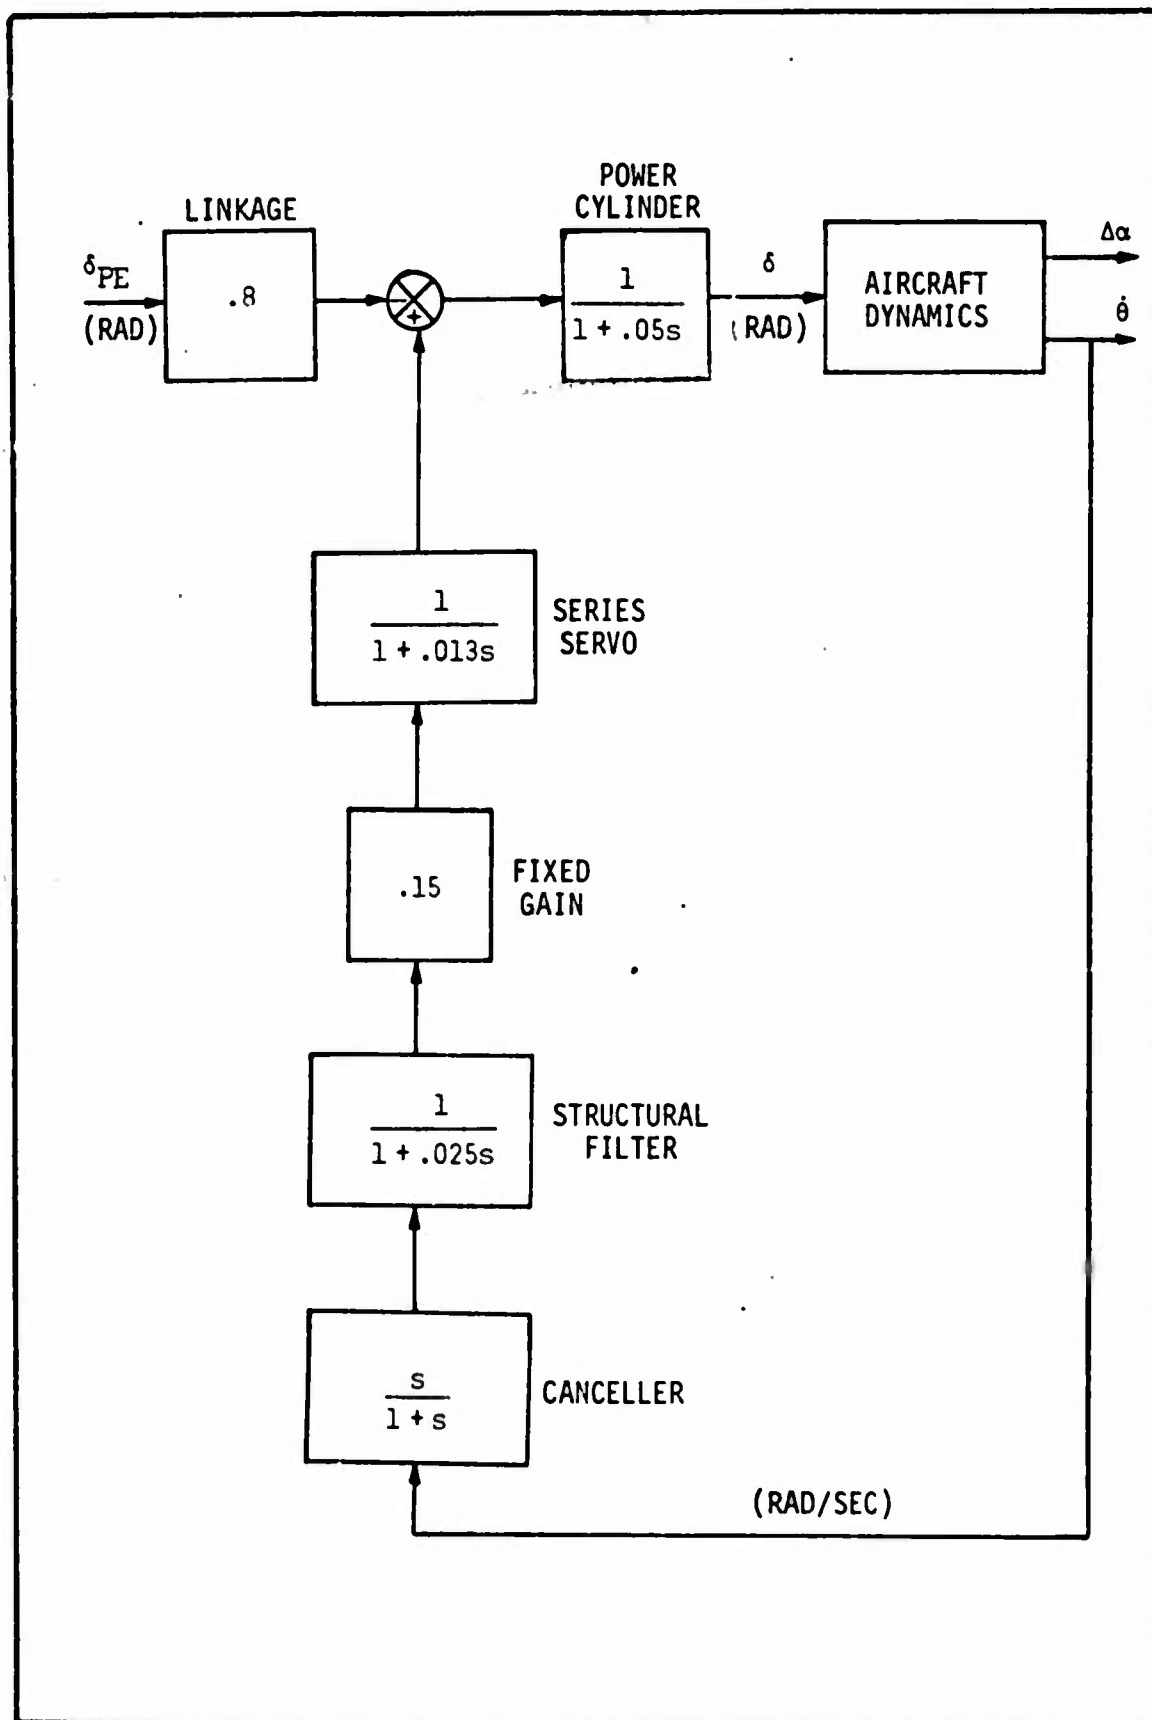 POWER
CYLINDER
LINKAGE
δPE
(RAD)
.8
+
1
1 + .05s
δ
(RAD)
AIRCRAFT
DYNAMICS
Δα
θ̇
1
1 + .013s
SERIES
SERVO
.15
FIXED
GAIN
1
1 + .025s
STRUCTURAL
FILTER
s
1 + s
CANCELLER
(RAD/SEC)